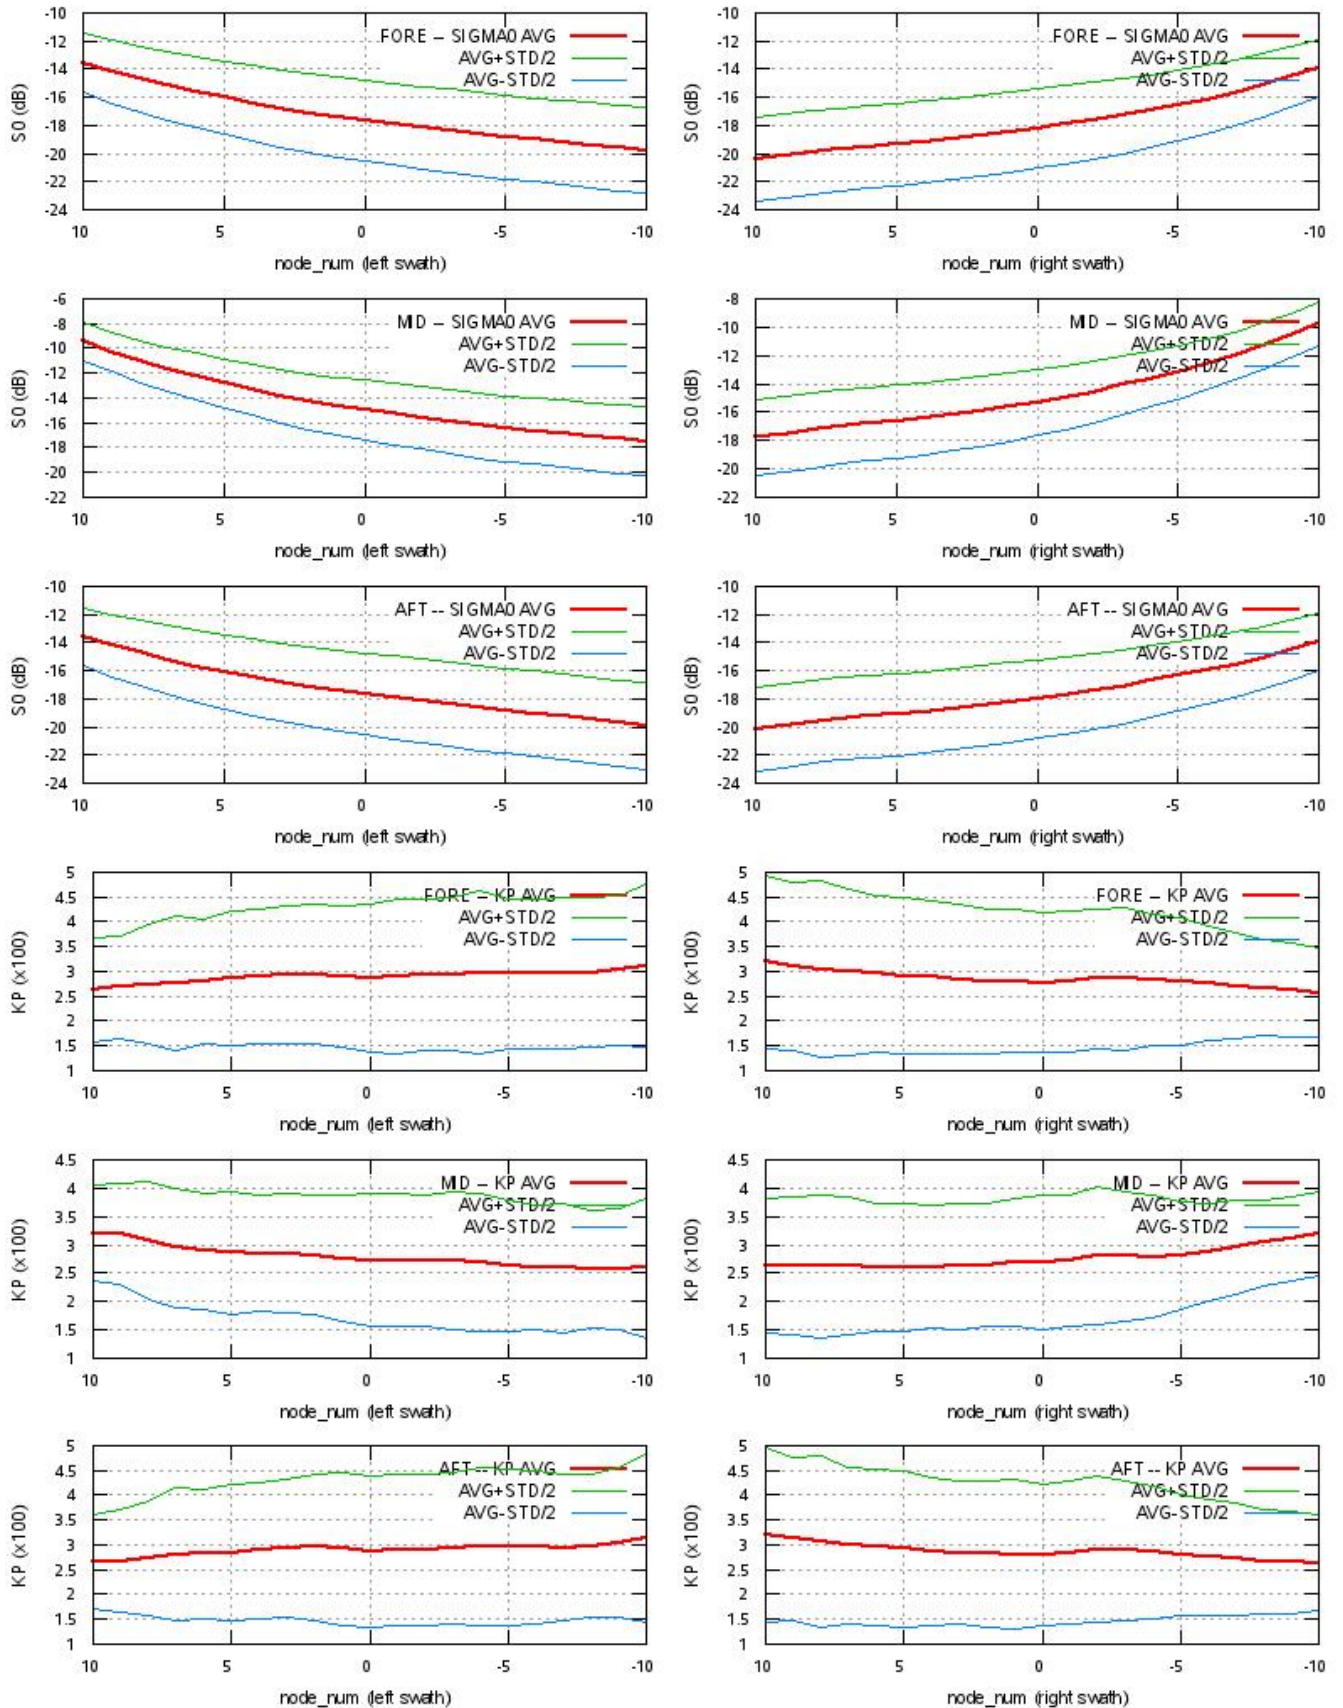 -10
-12
-14
-16
-18
-20
-22
-24
S0 (dB)
FORE -- SIGMA0 AVG
AVG+STD/2
AVG-STD/2
10 5 0 -5 -10
node_num (left swath)
-10
-12
-14
-16
-18
-20
-22
-24
S0 (dB)
FORE -- SIGMA0 AVG
AVG+STD/2
AVG-STD/2
10 5 0 -5 -10
node_num (right swath)
-6
-8
-10
-12
-14
-16
-18
-20
-22
S0 (dB)
MID -- SIGMA0 AVG
AVG+STD/2
AVG-STD/2
10 5 0 -5 -10
node_num (left swath)
-8
-10
-12
-14
-16
-18
-20
-22
S0 (dB)
MID -- SIGMA0 AVG
AVG+STD/2
AVG-STD/2
10 5 0 -5 -10
node_num (right swath)
-10
-12
-14
-16
-18
-20
-22
-24
S0 (dB)
AFT -- SIGMA0 AVG
AVG+STD/2
AVG-STD/2
10 5 0 -5 -10
node_num (left swath)
-10
-12
-14
-16
-18
-20
-22
-24
S0 (dB)
AFT -- SIGMA0 AVG
AVG+STD/2
AVG-STD/2
10 5 0 -5 -10
node_num (right swath)
5
4.5
4
3.5
3
2.5
2
1.5
1
KP (x100)
FORE -- KP AVG
AVG+STD/2
AVG-STD/2
10 5 0 -5 -10
node_num (left swath)
5
4.5
4
3.5
3
2.5
2
1.5
1
KP (x100)
FORE -- KP AVG
AVG+STD/2
AVG-STD/2
10 5 0 -5 -10
node_num (right swath)
4.5
4
3.5
3
2.5
2
1.5
1
KP (x100)
MID -- KP AVG
AVG+STD/2
AVG-STD/2
10 5 0 -5 -10
node_num (left swath)
4.5
4
3.5
3
2.5
2
1.5
1
KP (x100)
MID -- KP AVG
AVG+STD/2
AVG-STD/2
10 5 0 -5 -10
node_num (right swath)
5
4.5
4
3.5
3
2.5
2
1.5
1
KP (x100)
AFT -- KP AVG
AVG+STD/2
AVG-STD/2
10 5 0 -5 -10
node_num (left swath)
5
4.5
4
3.5
3
2.5
2
1.5
1
KP (x100)
AFT -- KP AVG
AVG+STD/2
AVG-STD/2
10 5 0 -5 -10
node_num (right swath)